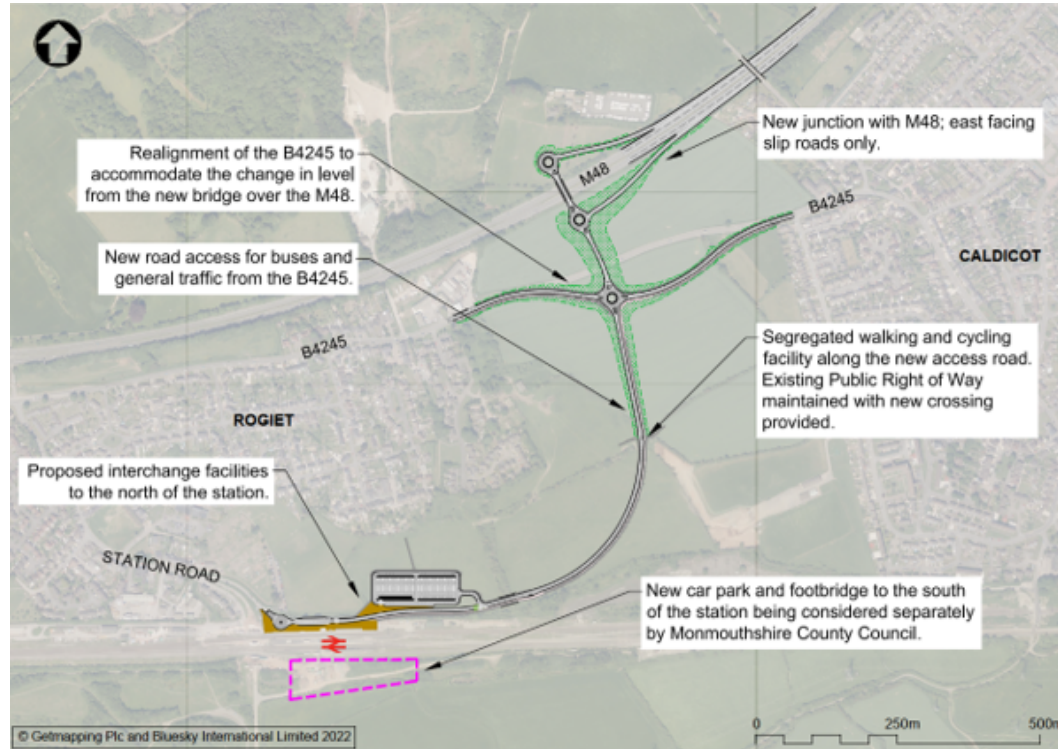 New junction with M48; east facing
slip roads only.
Realignment of the B4245 to
accommodate the change in level
from the new bridge over the M48.
M48
B4245
CALDICOT
New road access for buses and
general traffic from the B4245.
B4245
Segregated walking and cycling
facility along the new access road.
Existing Public Right of Way
maintained with new crossing
provided.
ROGIET
Proposed interchange facilities
to the north of the station.
STATION ROAD
New car park and footbridge to the south
of the station being considered separately
by Monmouthshire County Council.
© Getmapping Plc and Bluesky International Limited 2022
0 250m 500m